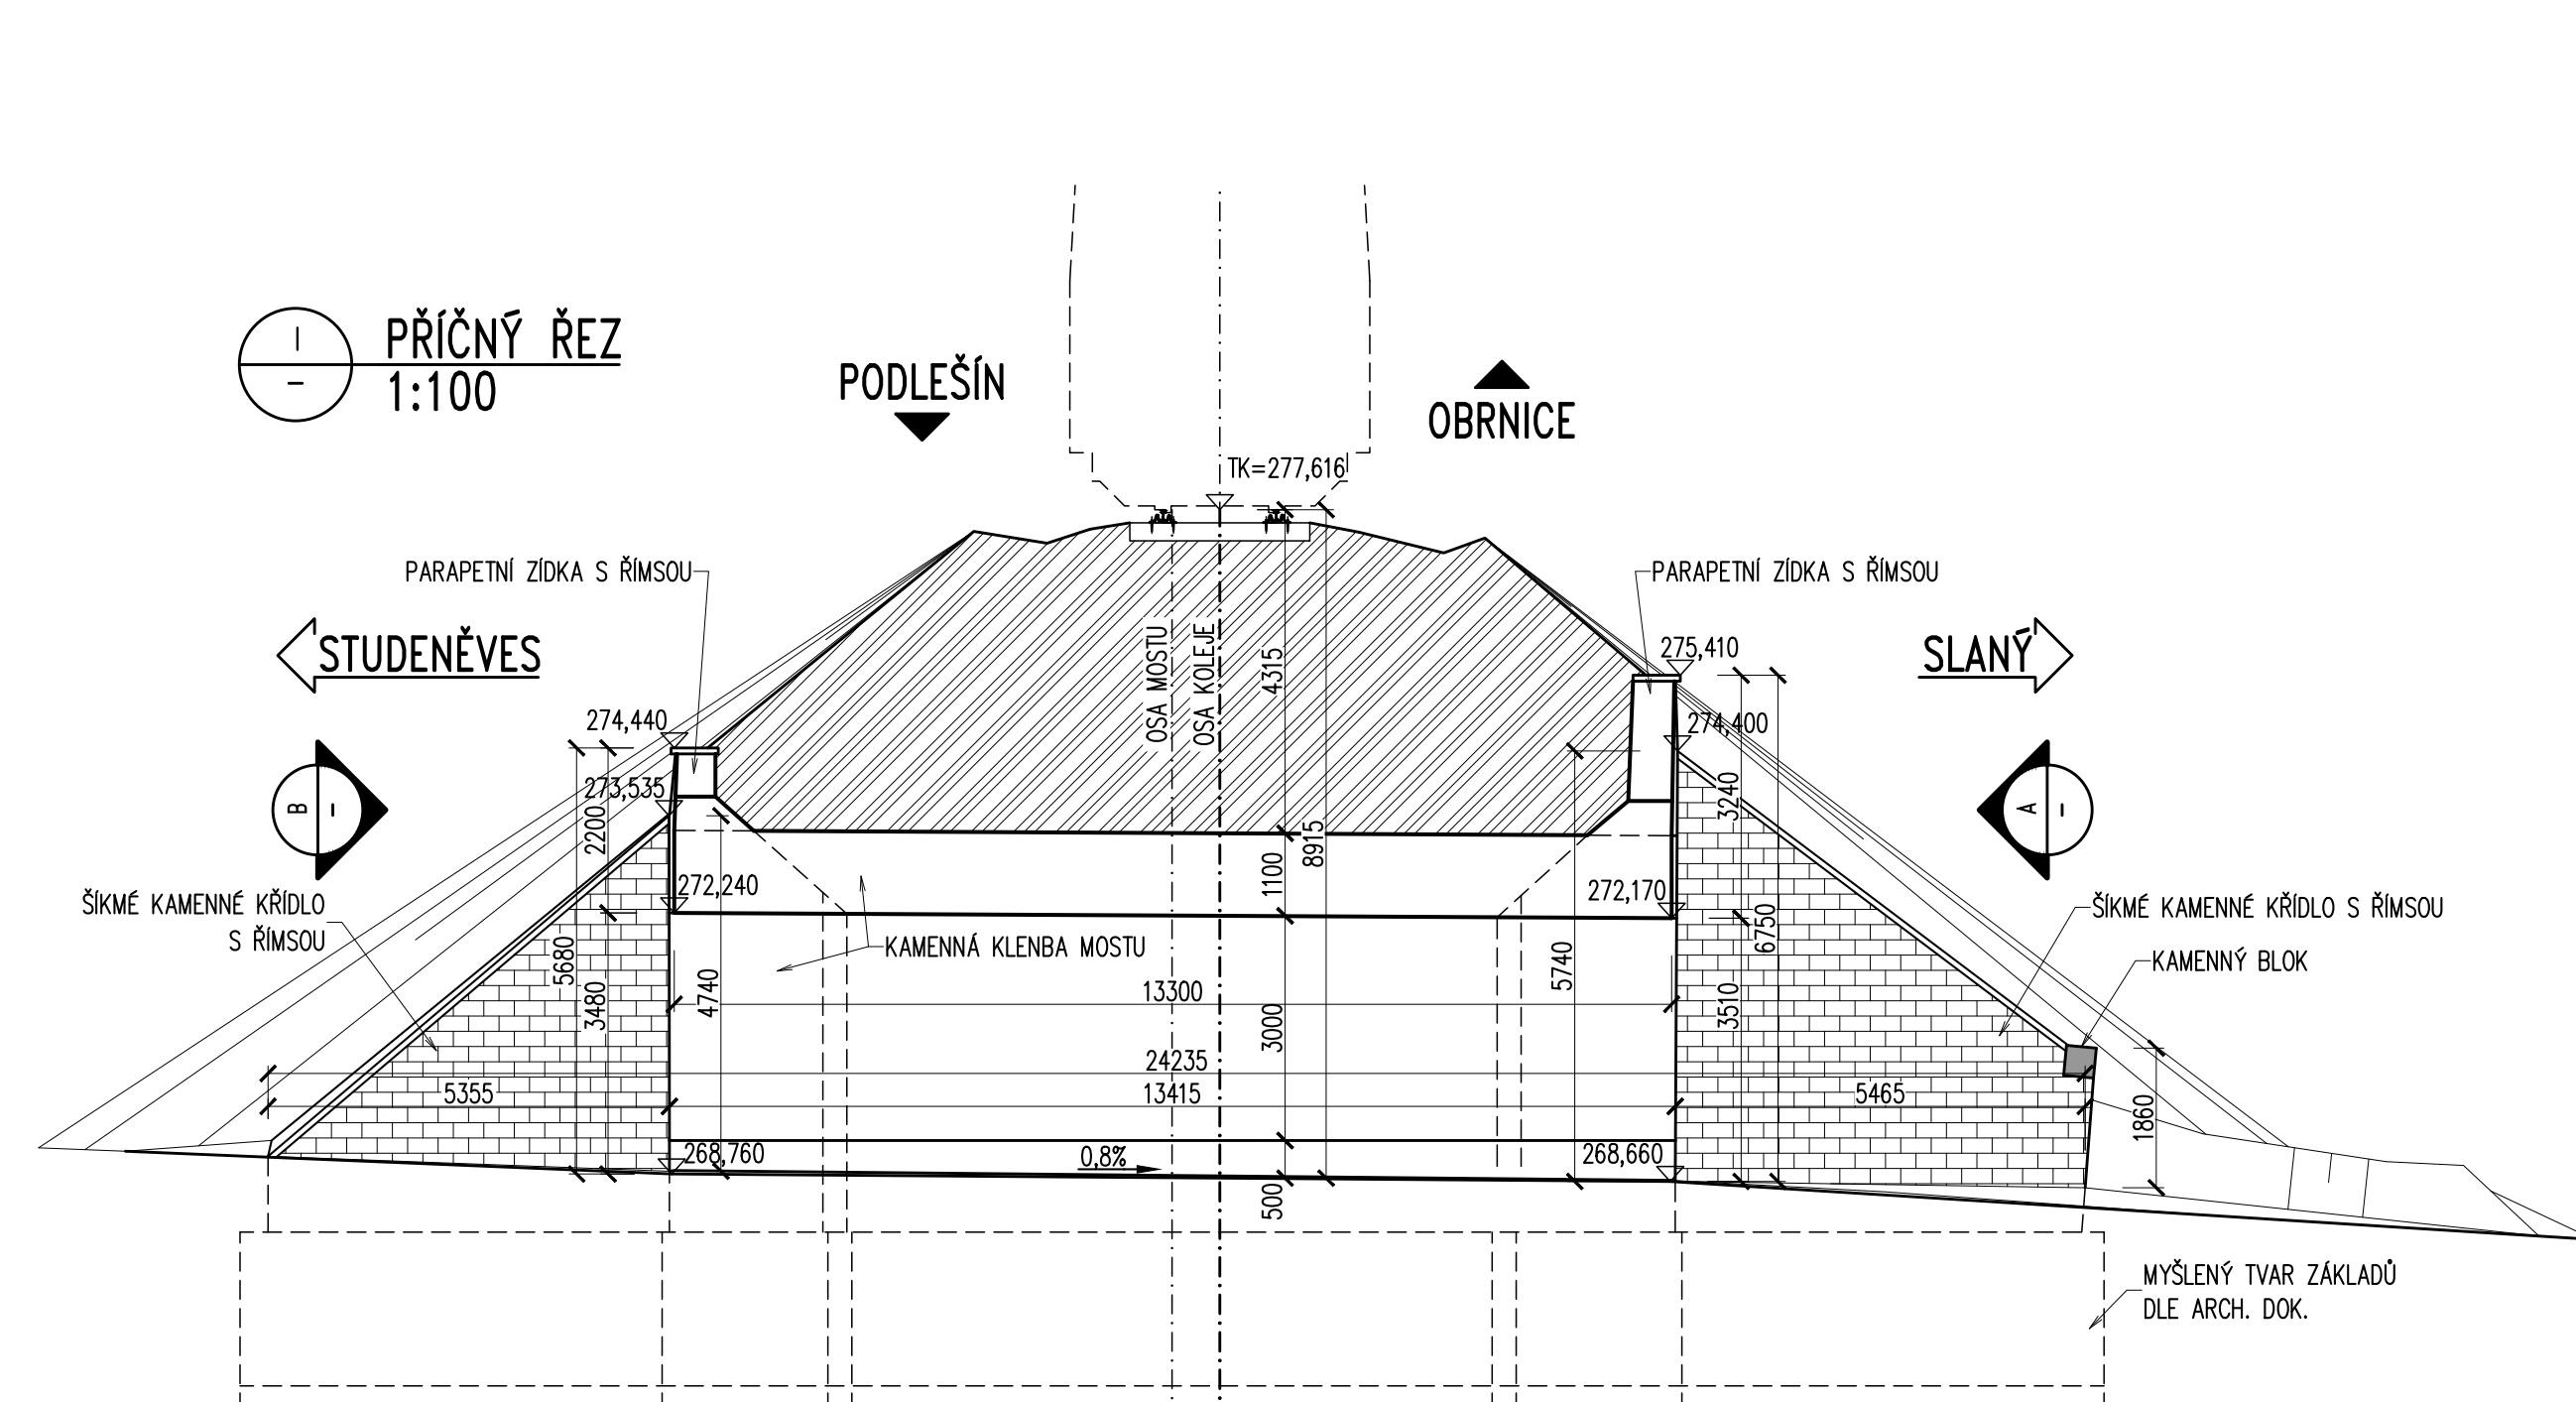 PŘÍČNÝ ŘEZ
1:100
PODLEŠÍN
OBRNICE
TK=277,616
PARAPETNÍ ZÍDKA S ŘÍMSOU
PARAPETNÍ ZÍDKA S ŘÍMSOU
STUDENĚVES
SLANÝ
275,410
274,440
274,400
OSA MOSTU
OSA KOLEJE
4315
273,535
2200
3240
B
A
8915
1100
272,240
272,170
ŠÍKMÉ KAMENNÉ KŘÍDLO
S ŘÍMSOU
ŠÍKMÉ KAMENNÉ KŘÍDLO S ŘÍMSOU
KAMENNÁ KLENBA MOSTU
KAMENNÝ BLOK
5680
3480
4740
5740
6750
3510
13300
3000
24235
5355
13415
5465
1860
268,760
0,8%
268,660
500
MYŠLENÝ TVAR ZÁKLADŮ
DLE ARCH. DOK.